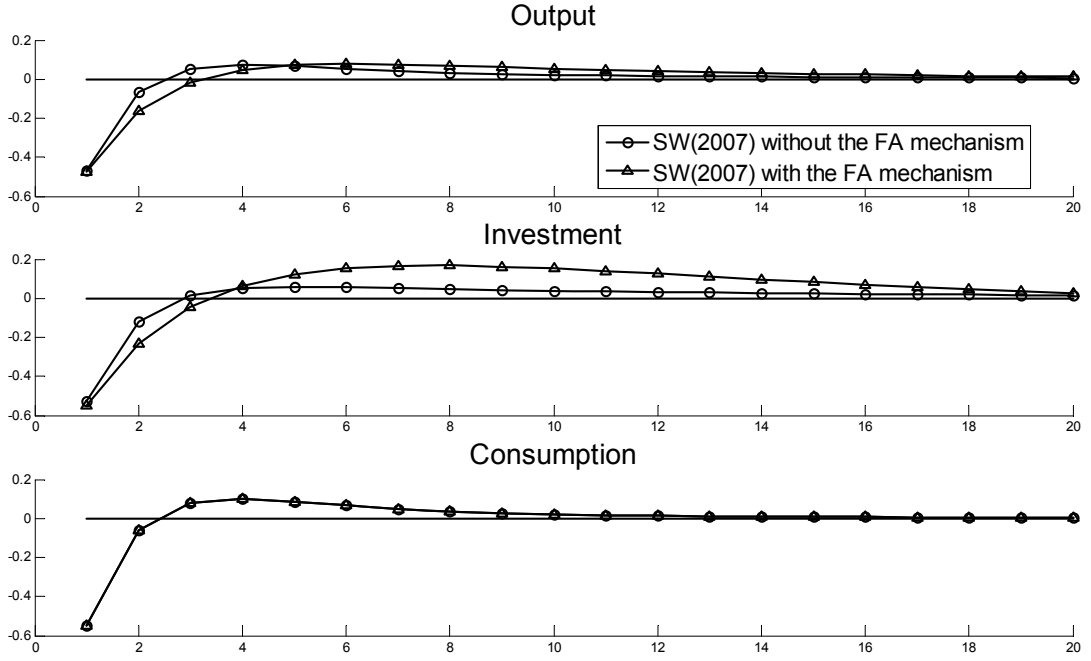 Output
0.2
0
-0.2
-0.4
-0.6
0 2 4 6 8 10 12 14 16 18 20
SW(2007) without the FA mechanism
SW(2007) with the FA mechanism
Investment
0.2
0
-0.2
-0.4
-0.6
0 2 4 6 8 10 12 14 16 18 20
Consumption
0.2
0
-0.2
-0.4
-0.6
0 2 4 6 8 10 12 14 16 18 20